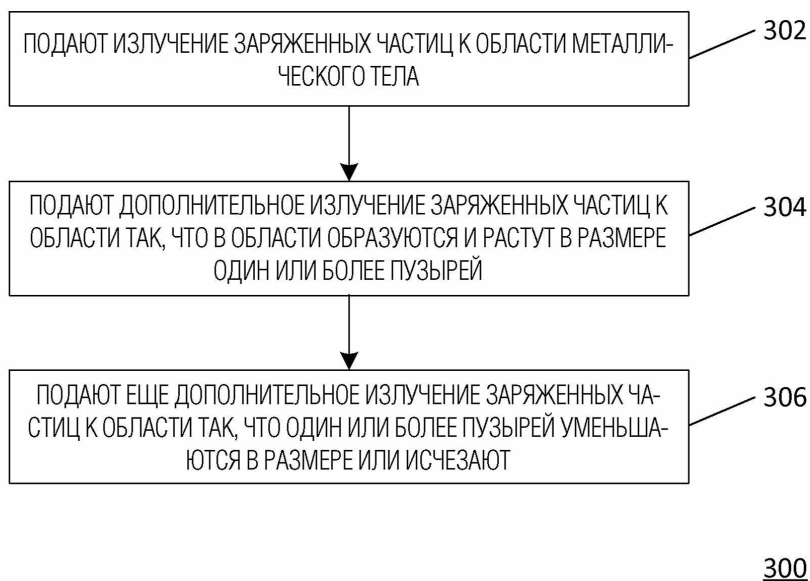 ПОДАЮТ ИЗЛУЧЕНИЕ ЗАРЯЖЕННЫХ ЧАСТИЦ К ОБЛАСТИ МЕТАЛЛИ-
ЧЕСКОГО ТЕЛА
302
ПОДАЮТ ДОПОЛНИТЕЛЬНОЕ ИЗЛУЧЕНИЕ ЗАРЯЖЕННЫХ ЧАСТИЦ К
ОБЛАСТИ ТАК, ЧТО В ОБЛАСТИ ОБРАЗУЮТСЯ И РАСТУТ В РАЗМЕРЕ
ОДИН ИЛИ БОЛЕЕ ПУЗЫРЕЙ
304
ПОДАЮТ ЕЩЕ ДОПОЛНИТЕЛЬНОЕ ИЗЛУЧЕНИЕ ЗАРЯЖЕННЫХ ЧА-
СТИЦ К ОБЛАСТИ ТАК, ЧТО ОДИН ИЛИ БОЛЕЕ ПУЗЫРЕЙ УМЕНЬША-
ЮТСЯ В РАЗМЕРЕ ИЛИ ИСЧЕЗАЮТ
306
300